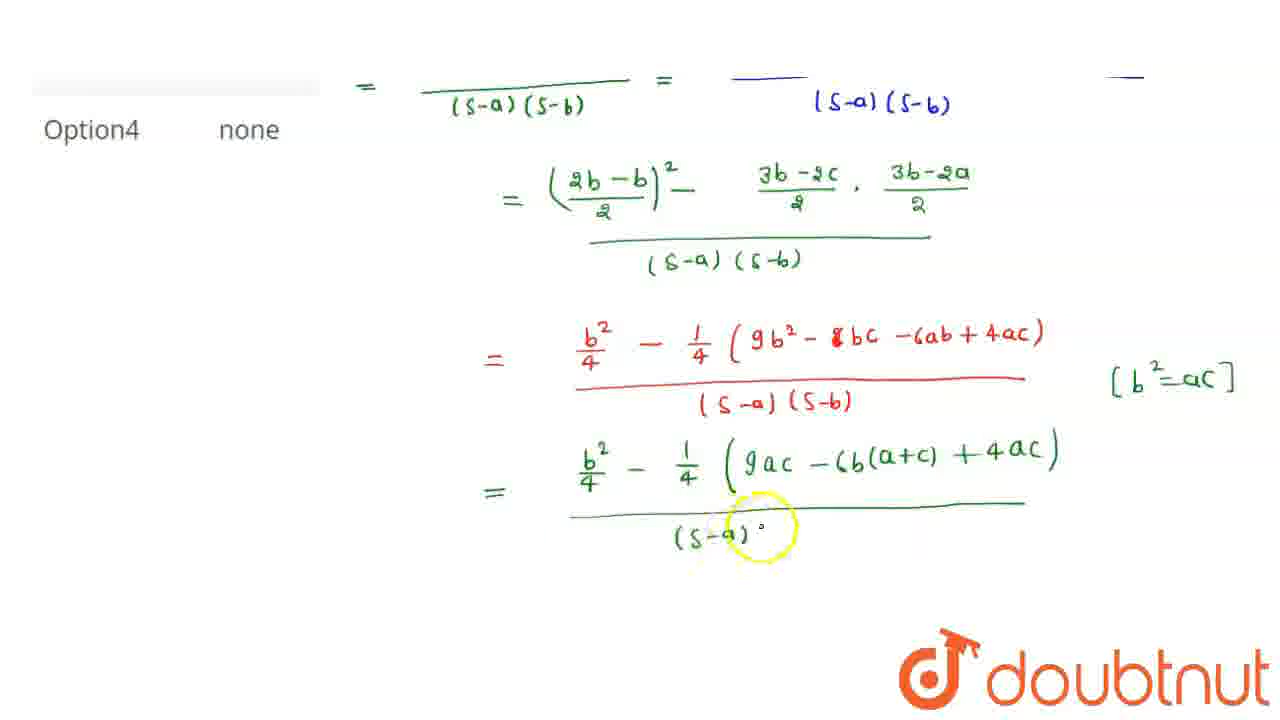 = =
(s-a) (s-b) (s-a) (s-b)
Option4 none
= (2b - b / 2)² - 3b - 2c / 2 . 3b - 2a / 2
(s-a) (s-b)
= b²/4 - 1/4 (9b² - 6bc - 6ab + 4ac)
(s-a) (s-b)
[b² = ac]
= b²/4 - 1/4 (9ac - 6b(a+c) + 4ac)
(s-a)
doubtnut